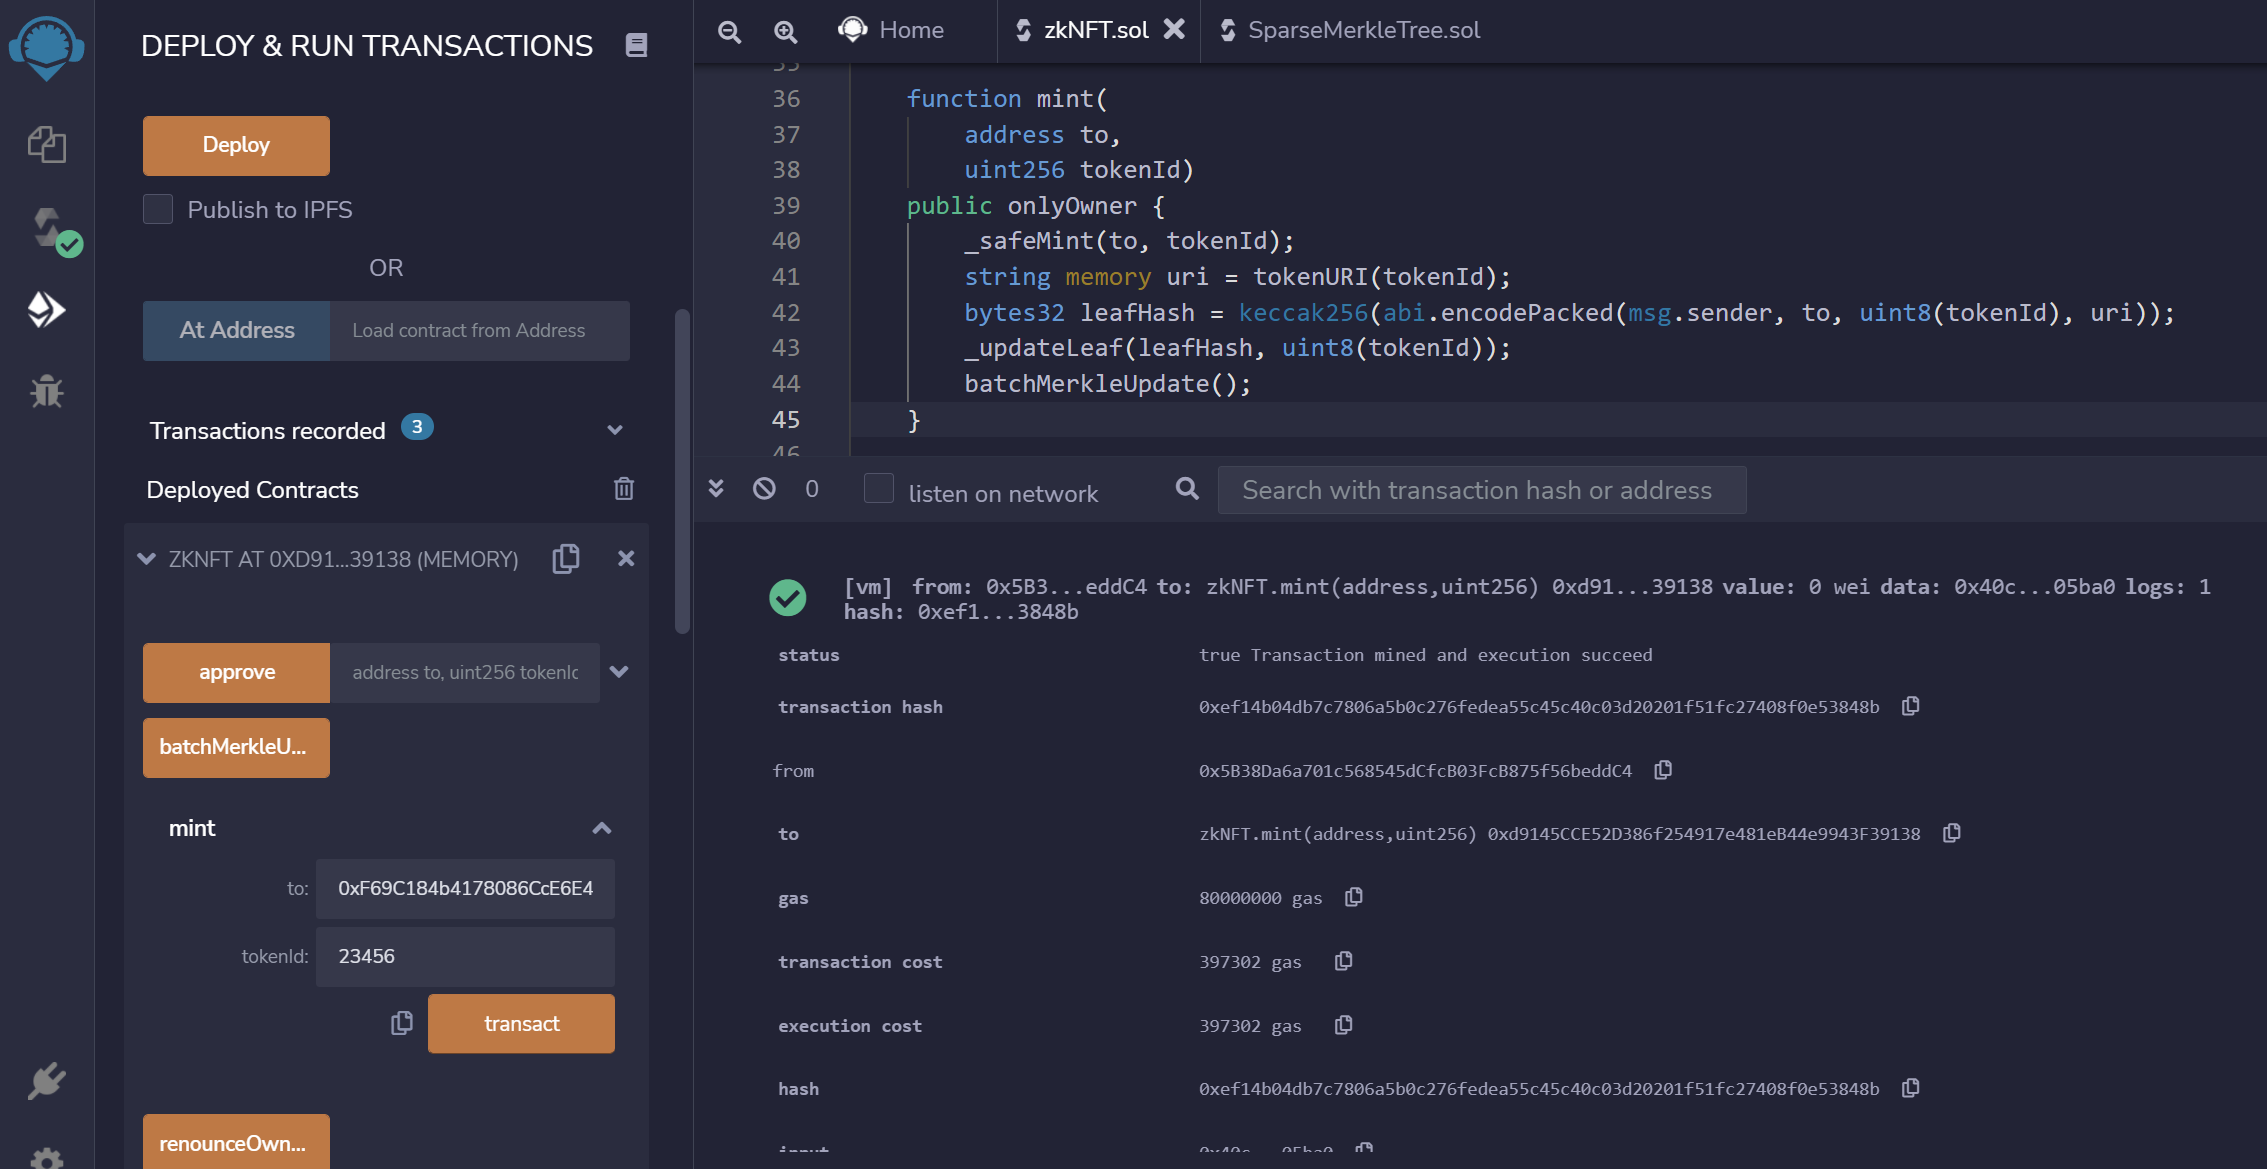 DEPLOY & RUN TRANSACTIONS
Deploy
Publish to IPFS
OR
At Address
Load contract from Address
Transactions recorded 3
Deployed Contracts
ZKNFT AT 0XD91...39138 (MEMORY)
approve
address to, uint256 tokenId
batchMerkleU...
mint
to: 0xF69C184b4178086CcE6E4
tokenId: 23456
transact
renounceOwn...
Home
zkNFT.sol
SparseMerkleTree.sol
35
36 function mint(
37 address to,
38 uint256 tokenId)
39 public onlyOwner {
40 _safeMint(to, tokenId);
41 string memory uri = tokenURI(tokenId);
42 bytes32 leafHash = keccak256(abi.encodePacked(msg.sender, to, uint8(tokenId), uri));
43 _updateLeaf(leafHash, uint8(tokenId));
44 batchMerkleUpdate();
45 }
46
0 listen on network Search with transaction hash or address
[vm] from: 0x5B3...eddC4 to: zkNFT.mint(address,uint256) 0xd91...39138 value: 0 wei data: 0x40c...05ba0 logs: 1
hash: 0xef1...3848b
status true Transaction mined and execution succeed
transaction hash 0xef14b04db7c7806a5b0c276fedea55c45c40c03d20201f51fc27408f0e53848b
from 0x5B38Da6a701c568545dCfcB03FcB875f56beddC4
to zkNFT.mint(address,uint256) 0xd9145CCE52D386f254917e481eB44e9943F39138
gas 80000000 gas
transaction cost 397302 gas
execution cost 397302 gas
hash 0xef14b04db7c7806a5b0c276fedea55c45c40c03d20201f51fc27408f0e53848b
input 0x40c...05ba0